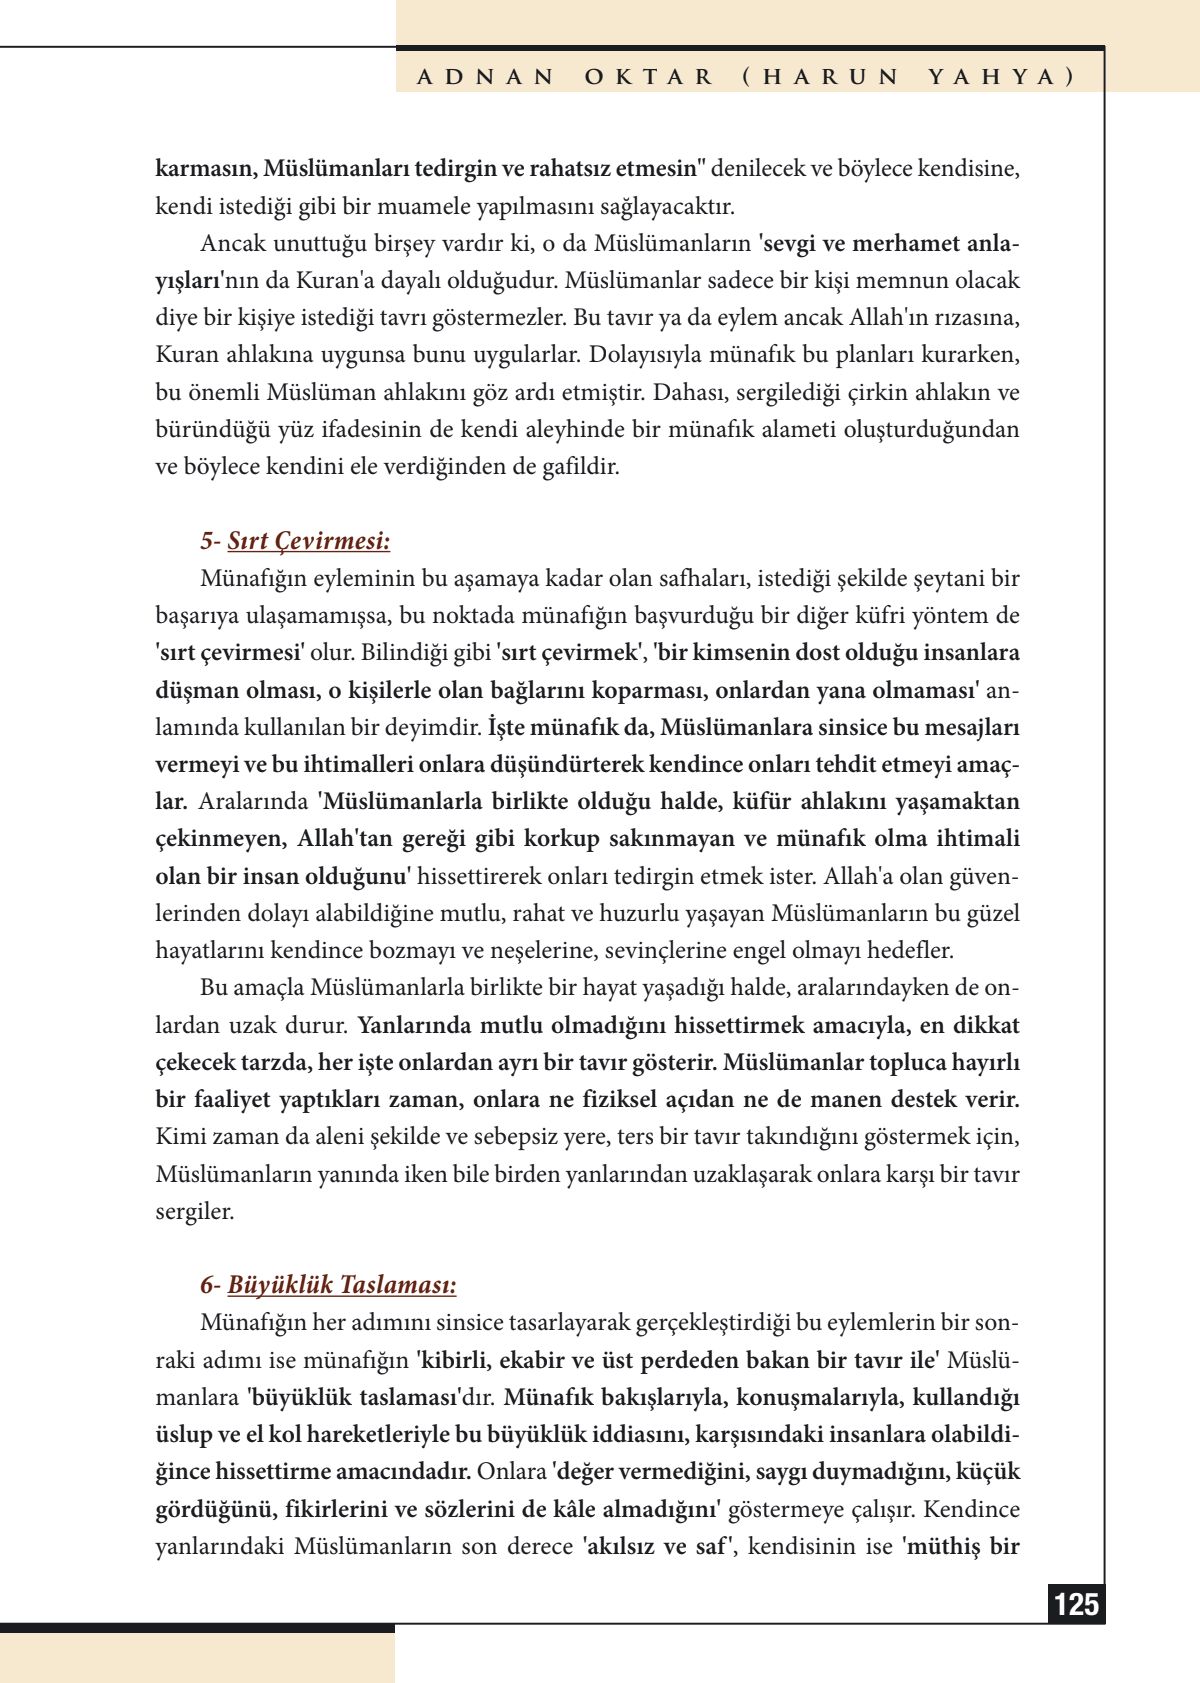 ADNAN OKTAR (HARUN YAHYA)
karmasın, Müslümanları tedirgin ve rahatsız etmesin" denilecek ve böylece kendisine,
kendi istediği gibi bir muamele yapılmasını sağlayacaktır.
Ancak unuttuğu birşey vardır ki, o da Müslümanların 'sevgi ve merhamet anla-
yışları'nın da Kuran'a dayalı olduğudur. Müslümanlar sadece bir kişi memnun olacak
diye bir kişiye istediği tavrı göstermezler. Bu tavır ya da eylem ancak Allah'ın rızasına,
Kuran ahlakına uygunsa bunu uygularlar. Dolayısıyla münafık bu planları kurarken,
bu önemli Müslüman ahlakını göz ardı etmiştir. Dahası, sergilediği çirkin ahlakın ve
büründüğü yüz ifadesinin de kendi aleyhinde bir münafık alameti oluşturduğundan
ve böylece kendini ele verdiğinden de gafildir.
5- Sırt Çevirmesi:
Münafığın eyleminin bu aşamaya kadar olan safhaları, istediği şekilde şeytani bir
başarıya ulaşamamışsa, bu noktada münafığın başvurduğu bir diğer küfri yöntem de
'sırt çevirmesi' olur. Bilindiği gibi 'sırt çevirmek', 'bir kimsenin dost olduğu insanlara
düşman olması, o kişilerle olan bağlarını koparması, onlardan yana olmaması' an-
lamında kullanılan bir deyimdir. İşte münafık da, Müslümanlara sinsice bu mesajları
vermeyi ve bu ihtimalleri onlara düşündürterek kendince onları tehdit etmeyi amaç-
lar. Aralarında 'Müslümanlarla birlikte olduğu halde, küfür ahlakını yaşamaktan
çekinmeyen, Allah'tan gereği gibi korkup sakınmayan ve münafık olma ihtimali
olan bir insan olduğunu' hissettirerek onları tedirgin etmek ister. Allah'a olan güven-
lerinden dolayı alabildiğine mutlu, rahat ve huzurlu yaşayan Müslümanların bu güzel
hayatlarını kendince bozmayı ve neşelerine, sevinçlerine engel olmayı hedefler.
Bu amaçla Müslümanlarla birlikte bir hayat yaşadığı halde, aralarındayken de on-
lardan uzak durur. Yanlarında mutlu olmadığını hissettirmek amacıyla, en dikkat
çekecek tarzda, her işte onlardan ayrı bir tavır gösterir. Müslümanlar topluca hayırlı
bir faaliyet yaptıkları zaman, onlara ne fiziksel açıdan ne de manen destek verir.
Kimi zaman da aleni şekilde ve sebepsiz yere, ters bir tavır takındığını göstermek için,
Müslümanların yanında iken bile birden yanlarından uzaklaşarak onlara karşı bir tavır
sergiler.
6- Büyüklük Taslaması:
Münafığın her adımını sinsice tasarlayarak gerçekleştirdiği bu eylemlerin bir son-
raki adımı ise münafığın 'kibirli, ekabir ve üst perdeden bakan bir tavır ile' Müslü-
manlara 'büyüklük taslaması'dır. Münafık bakışlarıyla, konuşmalarıyla, kullandığı
üslup ve el kol hareketleriyle bu büyüklük iddiasını, karşısındaki insanlara olabildi-
ğince hissettirme amacındadır. Onlara 'değer vermediğini, saygı duymadığını, küçük
gördüğünü, fikirlerini ve sözlerini de kâle almadığını' göstermeye çalışır. Kendince
yanlarındaki Müslümanların son derece 'akılsız ve saf', kendisinin ise 'müthiş bir
125